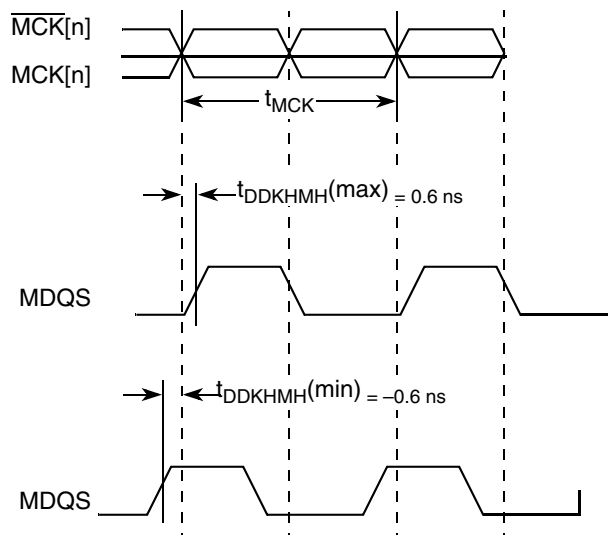 MCK[n]
MCK[n]
tMCK
tDDKHMH(max) = 0.6 ns
MDQS
tDDKHMH(min) = –0.6 ns
MDQS